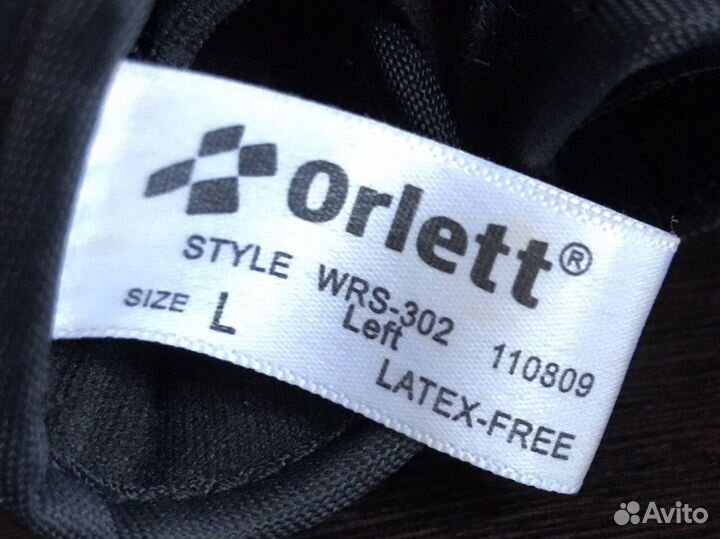 Orlett®
STYLE WRS-302 110809
SIZE L Left
LATEX-FREE
Avito